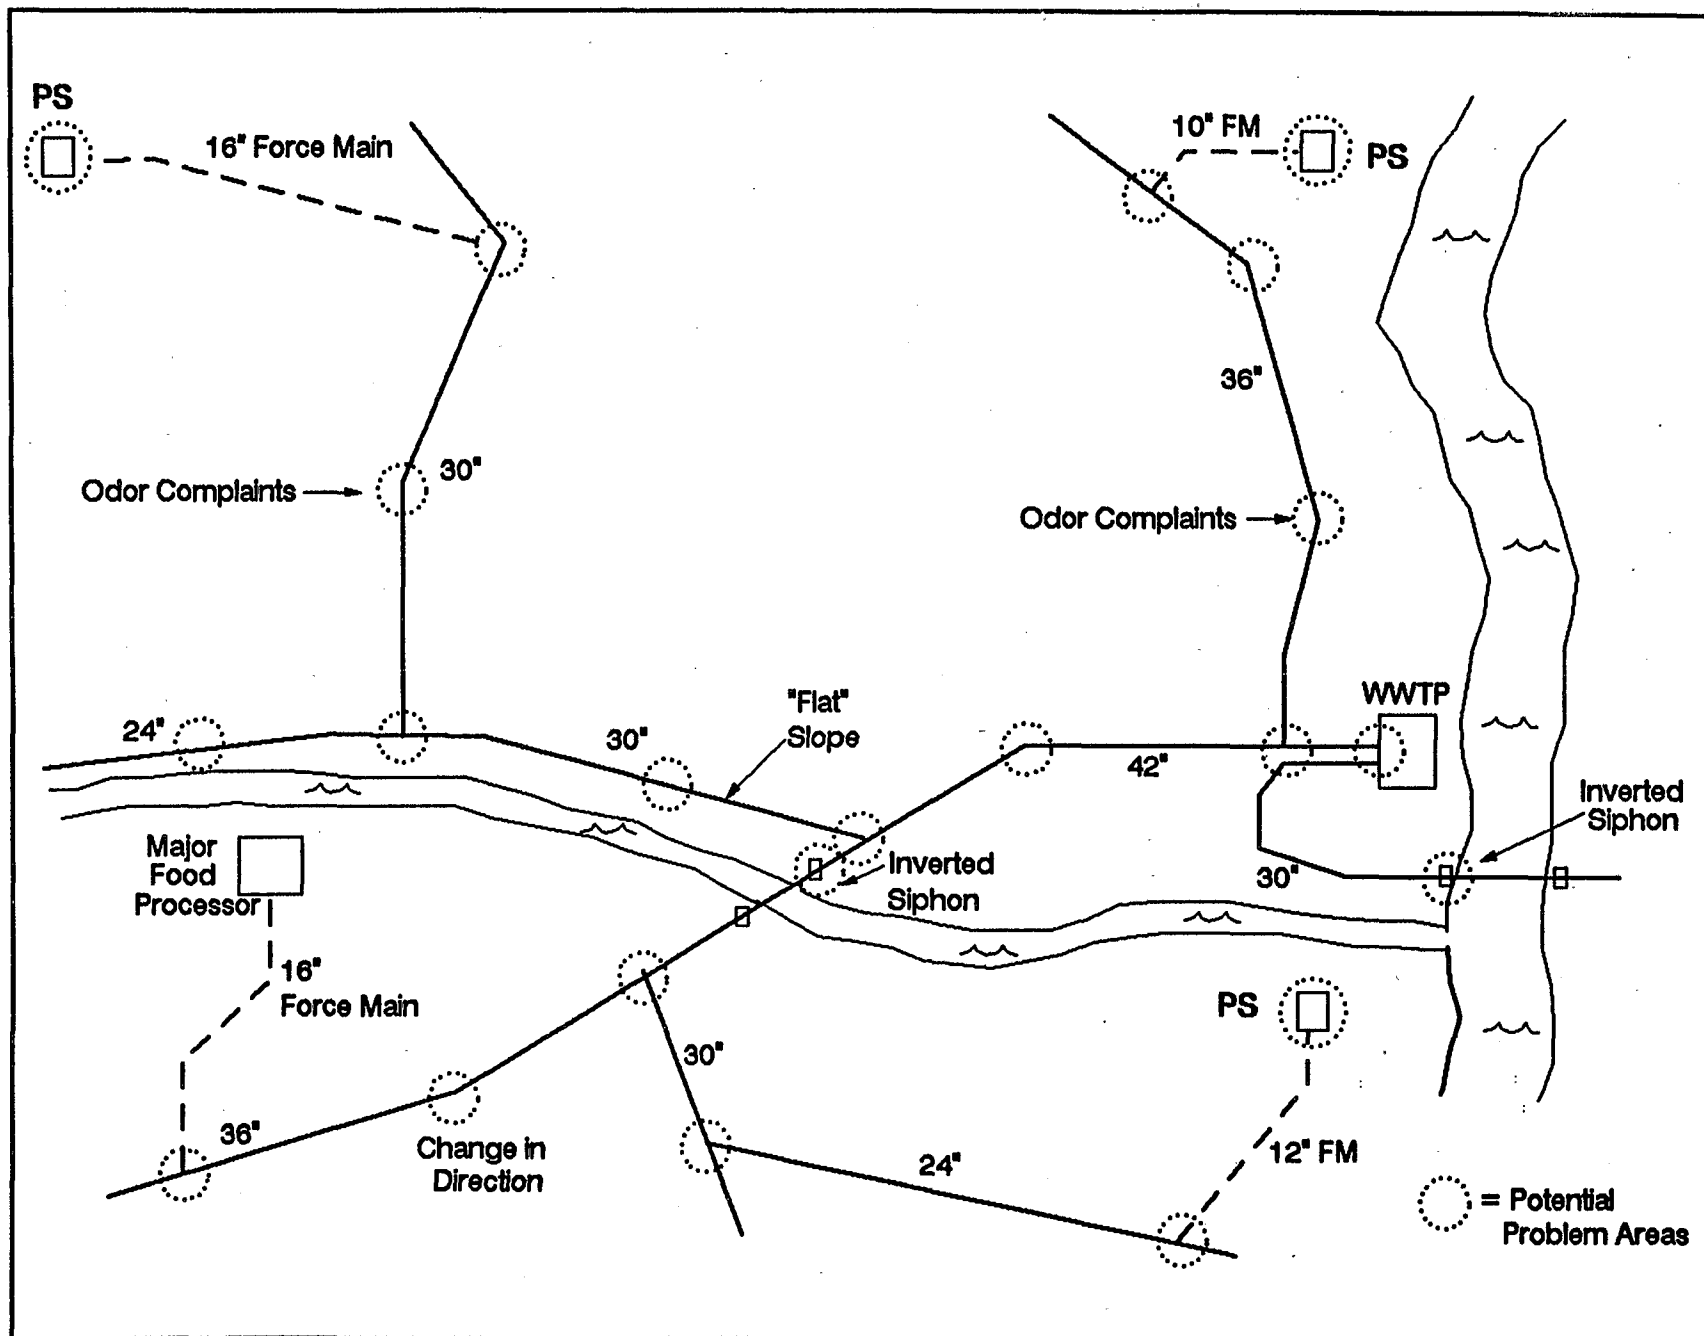 PS
16" Force Main
10" FM
PS
36"
30"
Odor Complaints
Odor Complaints
"Flat"
Slope
WWTP
24"
30"
42"
Inverted
Siphon
Major
Food
Processor
Inverted
Siphon
30"
16"
Force Main
PS
30"
36"
Change in
Direction
24"
12" FM
= Potential
Problem Areas